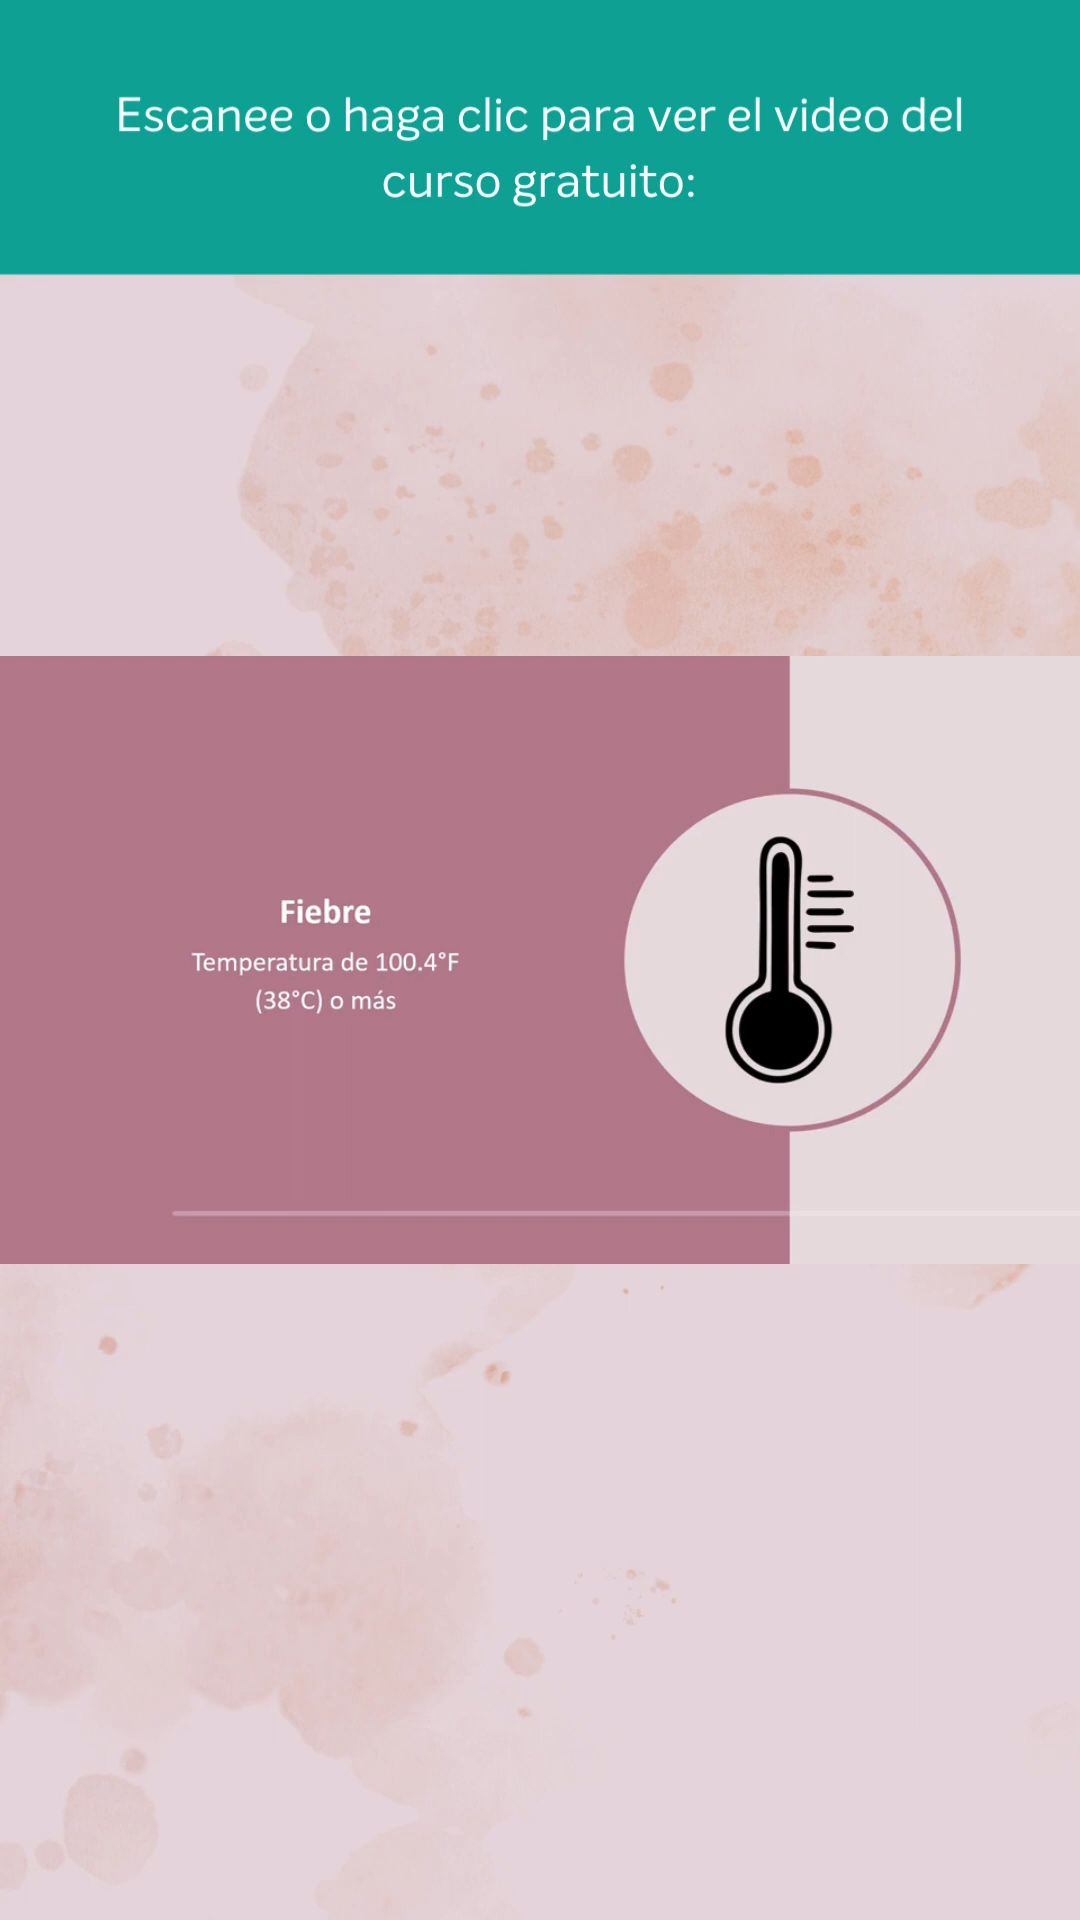 Escanee o haga clic para ver el video del
curso gratuito:
Fiebre
Temperatura de 100.4°F
(38°C) o más